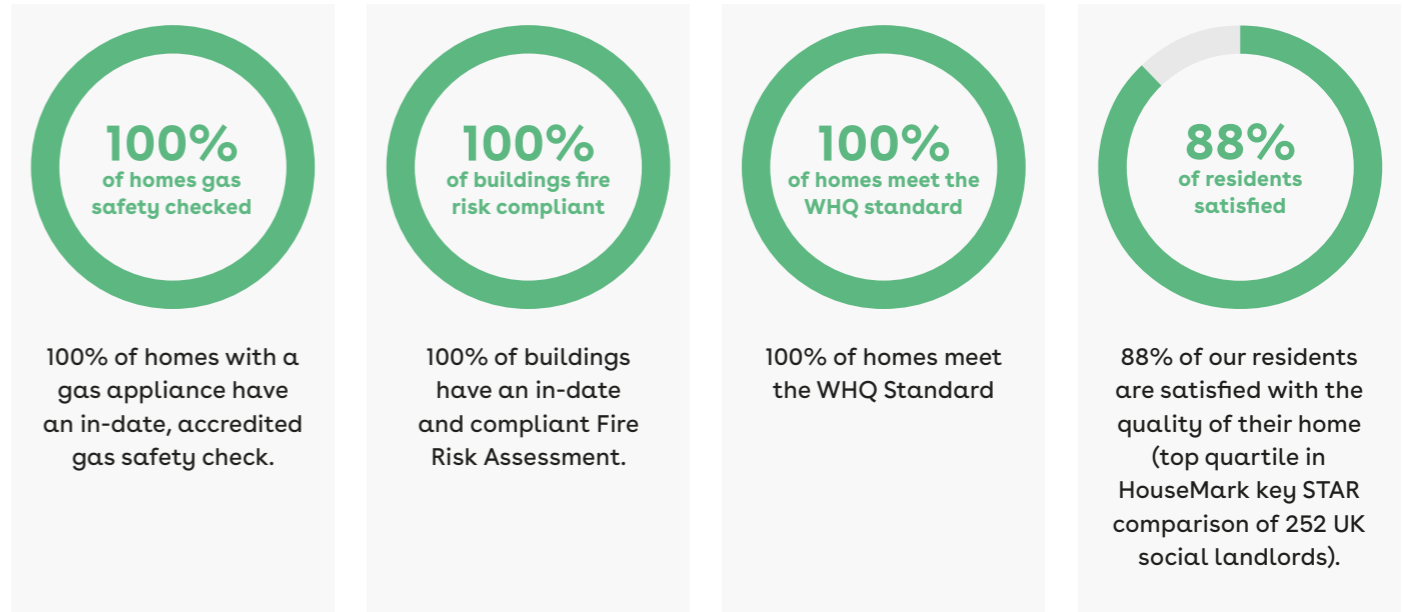 100%
of homes gas
safety checked
100% of homes with a
gas appliance have
an in-date, accredited
gas safety check.
100%
of buildings fire
risk compliant
100% of buildings
have an in-date
and compliant Fire
Risk Assessment.
100%
of homes meet the
WHQ standard
100% of homes meet
the WHQ Standard
88%
of residents
satisfied
88% of our residents
are satisfied with the
quality of their home
(top quartile in
HouseMark key STAR
comparison of 252 UK
social landlords).